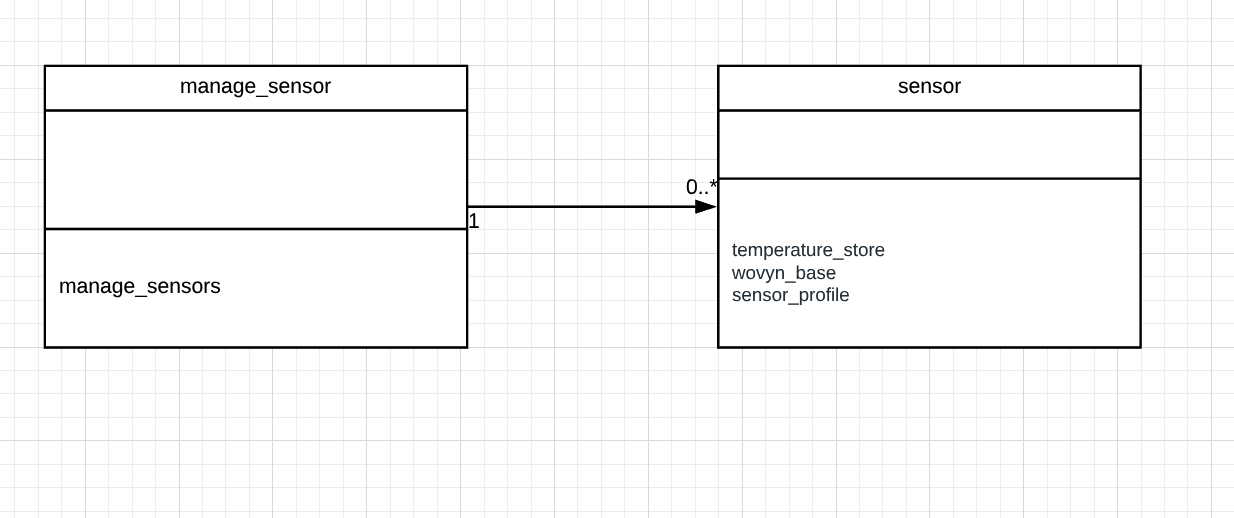 manage_sensor
manage_sensors
1
0..*
sensor
temperature_store
wovyn_base
sensor_profile